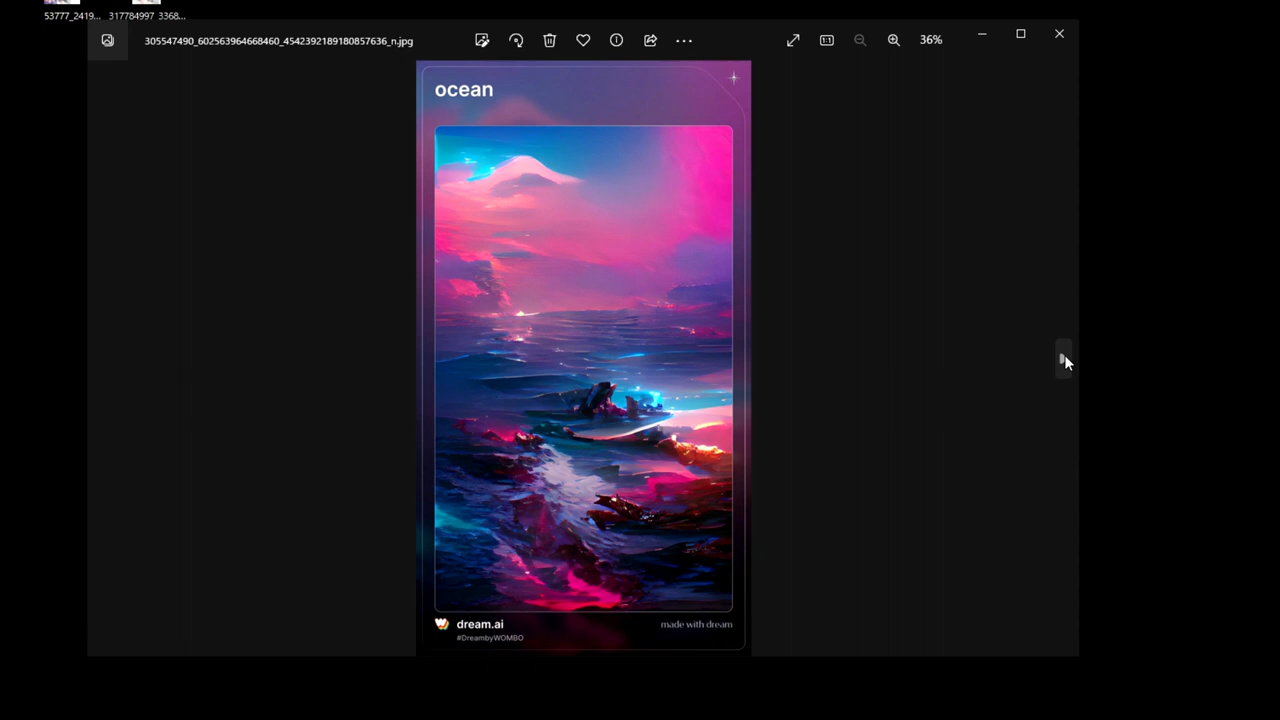 53777_2419... 317784997_3368...
305547490_602563964668460_4542392189180857636_n.jpg
36%
ocean
dream.ai
made with dream
#DreambyWOMBO